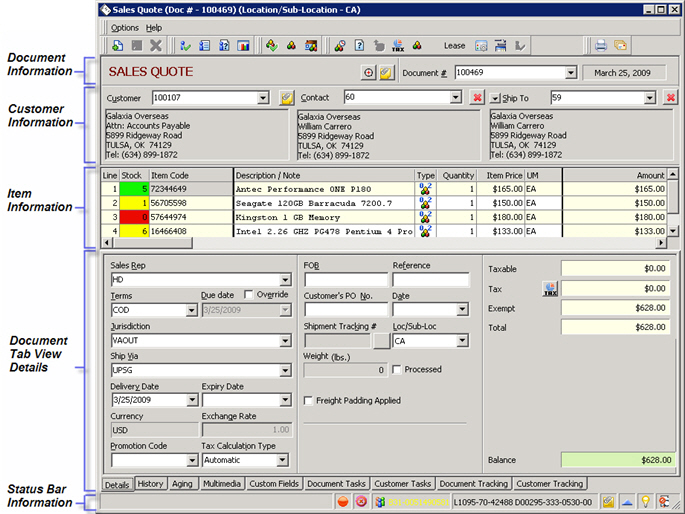 Sales Quote (Doc # - 100469) (Location/Sub-Location - CA)
Options Help
Lease
Document Information
SALES QUOTE
Document # 100469
March 25, 2009
Customer Information
Customer 100107
Contact 60
Ship To 59
Galaxia Overseas
Attn: Accounts Payable
5899 Ridgeway Road
TULSA, OK 74129
Tel: (634) 899-1872
Galaxia Overseas
William Carrero
5899 Ridgeway Road
TULSA, OK 74129
Tel: (634) 899-1872
Galaxia Overseas
William Carrero
5899 Ridgeway Road
TULSA, OK 74129
Tel: (634) 899-1872
Item Information
Line Stock Item Code Description / Note Type Quantity Item Price UM Amount
1 5 72344649 Antec Performance ONE P180 1 $165.00 EA $165.00
2 1 56705598 Seagate 120GB Barracuda 7200.7 1 $150.00 EA $150.00
3 0 57644974 Kingston 1 GB Memory 1 $180.00 EA $180.00
4 6 16466408 Intel 2.26 GHZ PG478 Pentium 4 Pro 1 $133.00 EA $133.00
Document Tab View Details
Sales Rep
HD
Terms
Due date
Override
COD
3/25/2009
Jurisdiction
VAOUT
Ship Via
UPSG
Delivery Date
Expiry Date
3/25/2009
Currency
Exchange Rate
USD
1.00
Promotion Code
Tax Calculation Type
Automatic
FOB
Reference
Customer's PO No.
Date
Shipment Tracking #
Loc/Sub-Loc
CA
Weight (lbs.)
0
Processed
Freight Padding Applied
Taxable $0.00
Tax TAX $0.00
Exempt $628.00
Total $628.00
Balance $628.00
Details History Aging Multimedia Custom Fields Document Tasks Customer Tasks Document Tracking Customer Tracking
Status Bar Information
L1095-70-42488 D00295-333-0530-00